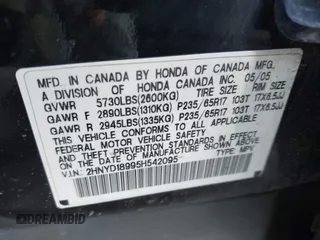 MFD. IN CANADA BY HONDA OF CANADA MFG.
A DIVISION OF HONDA CANADA INC. 05/05
GVWR 5730LBS(2600KG) TIRE SIZE RIM SIZE
GAWR F 2890LBS(1310KG) P235/65R17 103T 17X6.5JJ
GAWR R 2945LBS(1335KG) P235/65R17 103T 17X6.5JJ
THIS VEHICLE CONFORMS TO ALL APPLICABLE
FEDERAL MOTOR VEHICLE SAFETY STANDARDS
IN EFFECT ON THE DATE OF MANUFACTURE
SHOWN ABOVE.
V.I.N: 2HNYD18995H542095 TYPE: MPV
DREAMBID